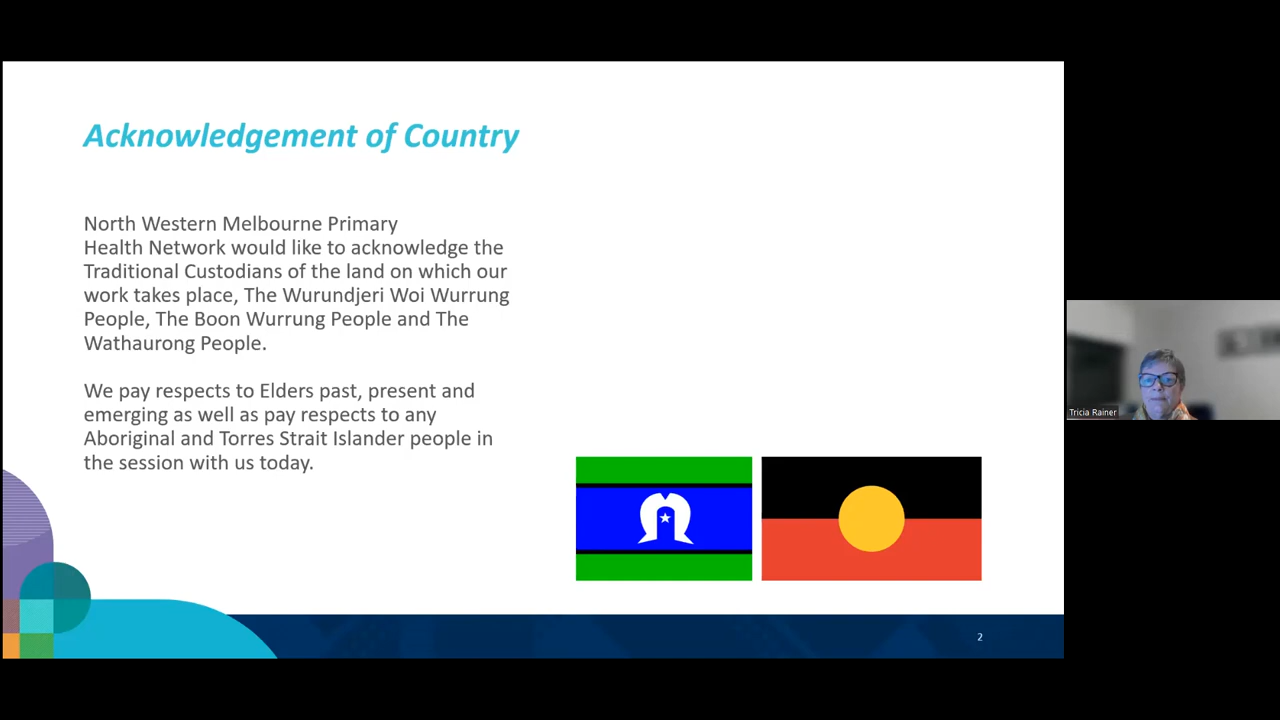 Acknowledgement of Country
North Western Melbourne Primary
Health Network would like to acknowledge the
Traditional Custodians of the land on which our
work takes place, The Wurundjeri Woi Wurrung
People, The Boon Wurrung People and The
Wathaurong People.
We pay respects to Elders past, present and
emerging as well as pay respects to any
Aboriginal and Torres Strait Islander people in
the session with us today.
Tricia Rainer
2